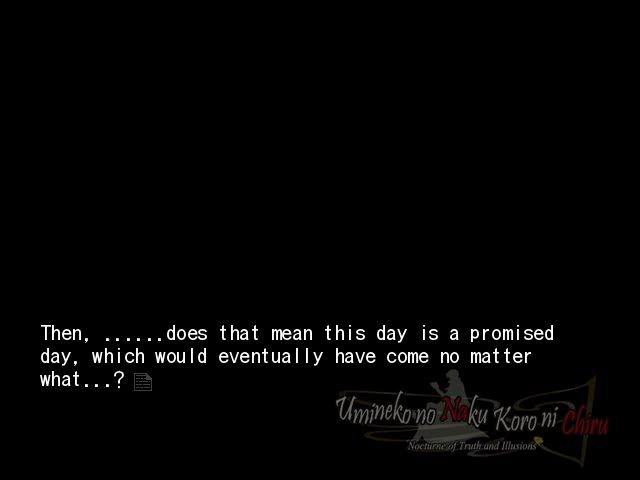 Then, ......does that mean this day is a promised
day, which would eventually have come no matter
what...?
Umineko no Naku Koro ni Chiru
Nocturne of Truth and Illusions